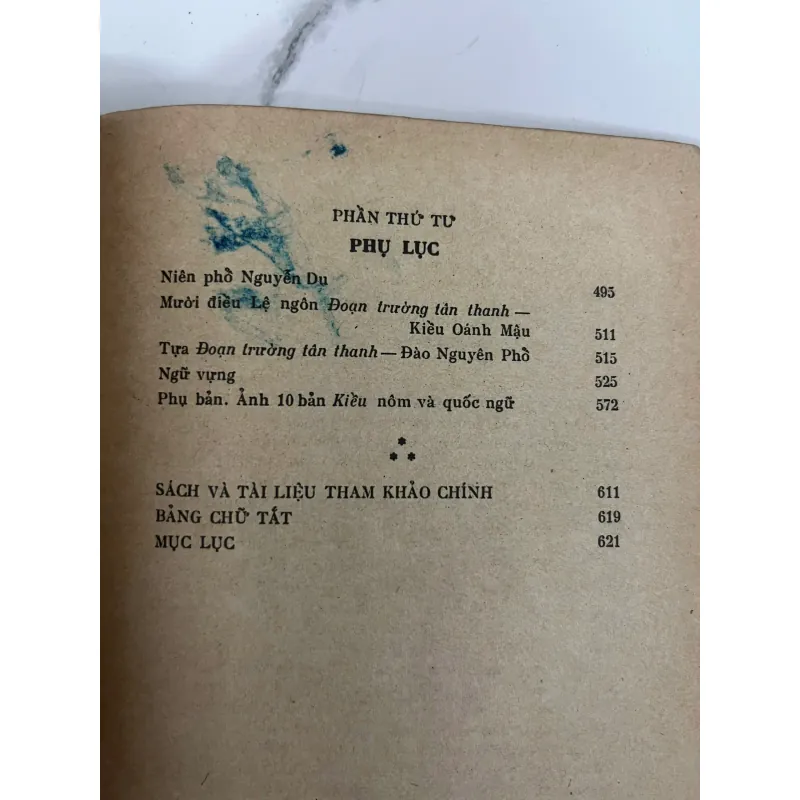 PHẦN THỨ TƯ
PHỤ LỤC
Niên phổ Nguyễn Du 495
Mười điều Lệ ngôn Đoạn trường tân thanh —
Kiều Oánh Mậu 511
Tựa Đoạn trường tân thanh — Đào Nguyên Phổ 515
Ngữ vựng 525
Phụ bản. Ảnh 10 bản Kiều nôm và quốc ngữ 572
*
* *
SÁCH VÀ TÀI LIỆU THAM KHẢO CHÍNH 611
BẢNG CHỮ TẮT 619
MỤC LỤC 621